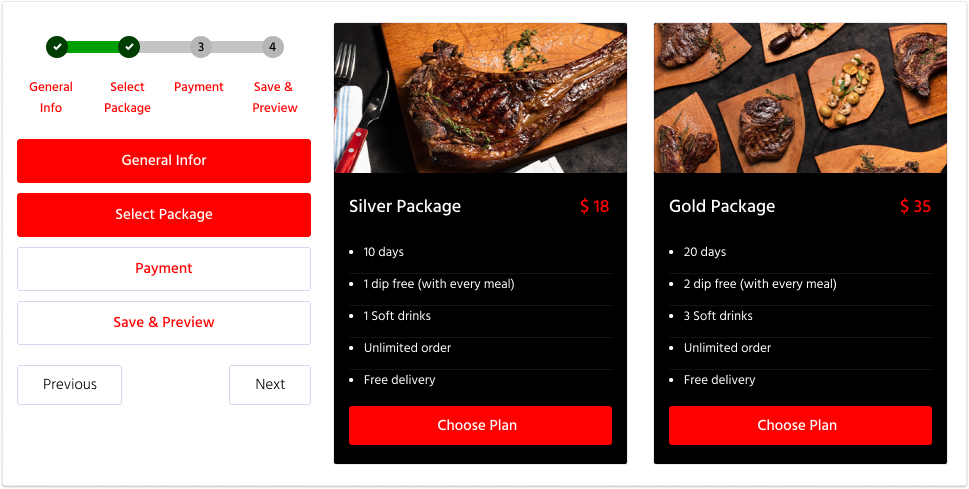 3
4
General
Info
Select
Package
Payment
Save &
Preview
General Infor
Select Package
Payment
Save & Preview
Previous
Next
Silver Package
$ 18
10 days
1 dip free (with every meal)
1 Soft drinks
Unlimited order
Free delivery
Choose Plan
Gold Package
$ 35
20 days
2 dip free (with every meal)
3 Soft drinks
Unlimited order
Free delivery
Choose Plan